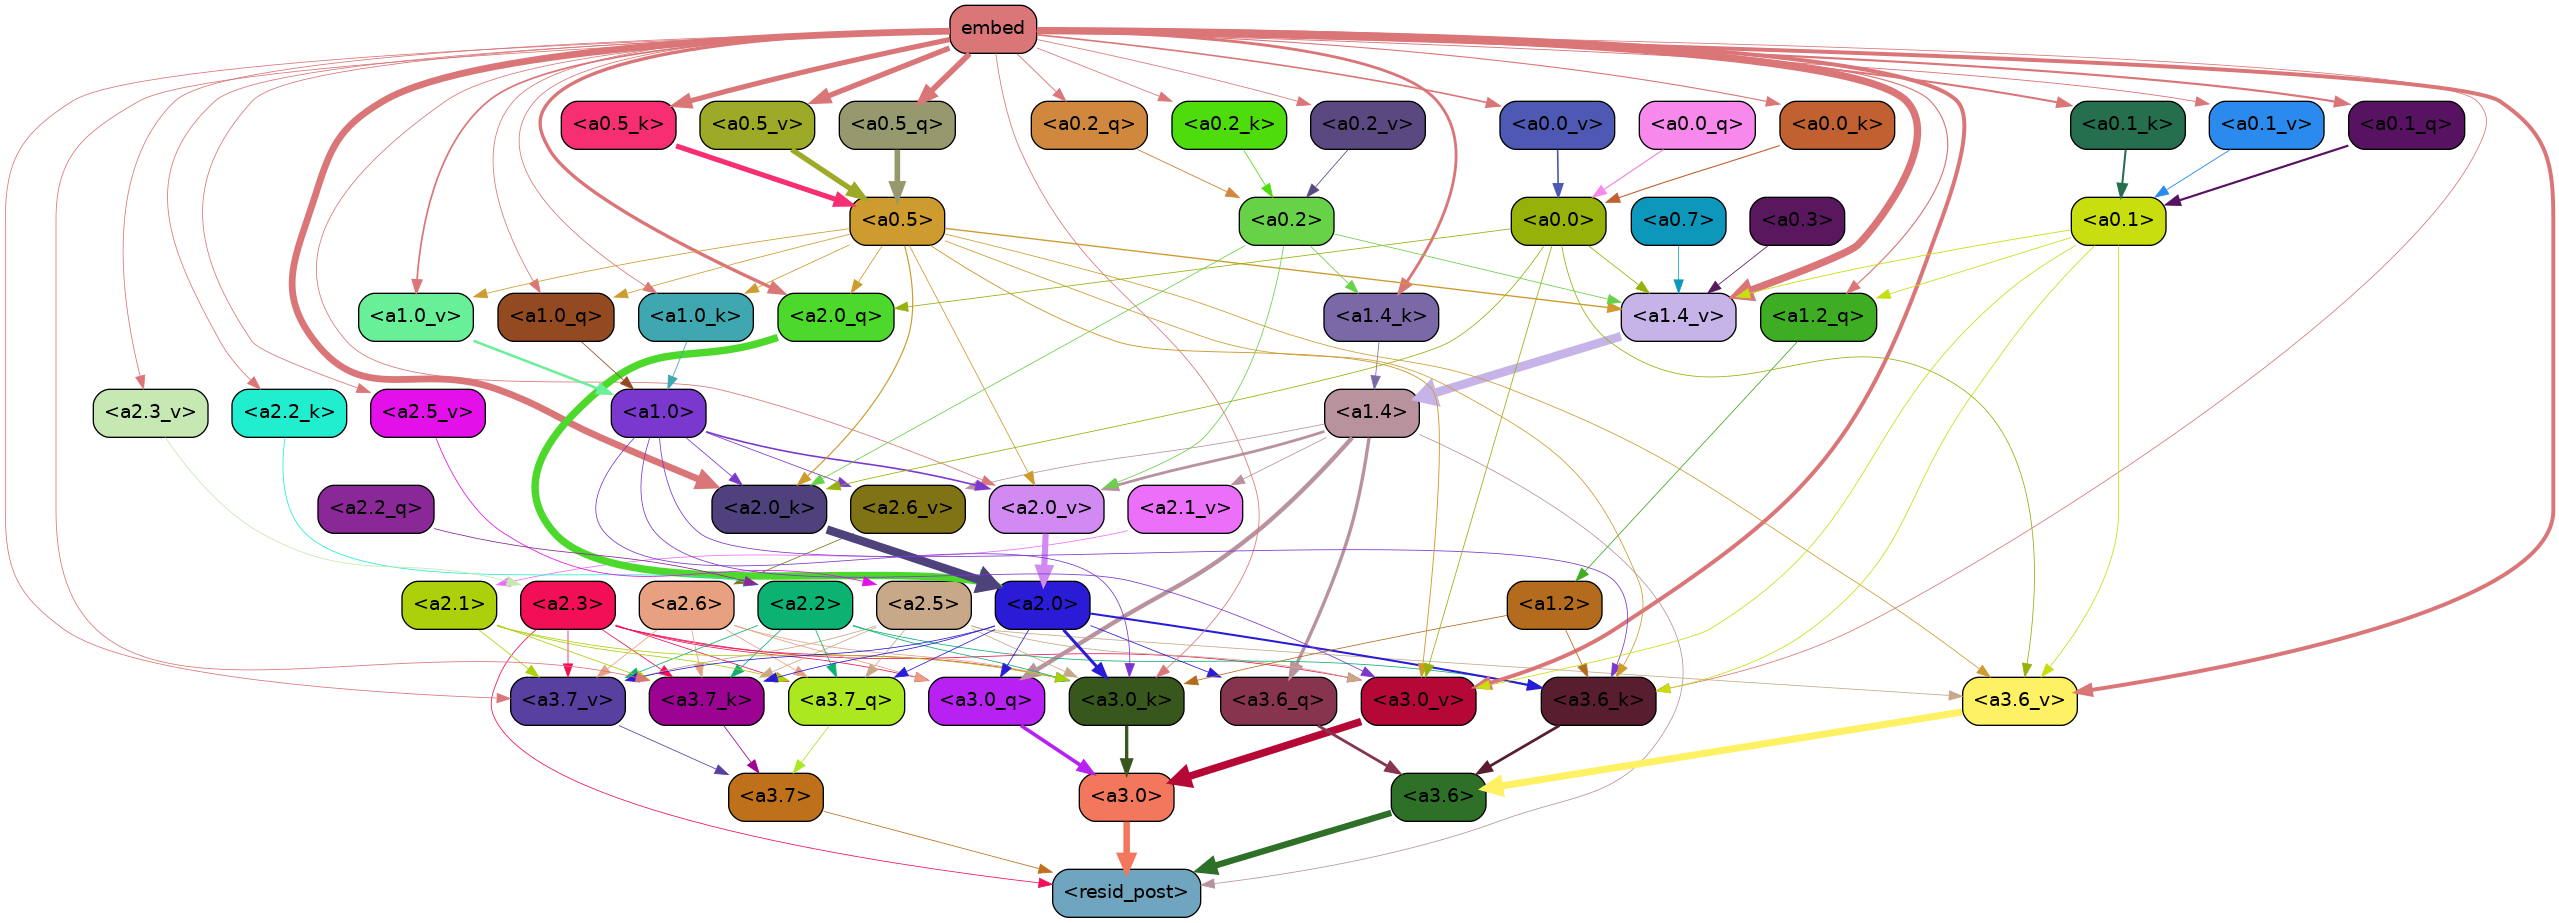 embed
<a0.5_k>
<a0.5_v>
<a0.5_q>
<a0.2_q>
<a0.2_k>
<a0.2_v>
<a0.0_v>
<a0.0_q>
<a0.0_k>
<a0.1_k>
<a0.1_v>
<a0.1_q>
<a0.5>
<a0.2>
<a0.0>
<a0.7>
<a0.3>
<a0.1>
<a1.0_v>
<a1.0_q>
<a1.0_k>
<a2.0_q>
<a1.4_k>
<a1.4_v>
<a1.2_q>
<a2.3_v>
<a2.2_k>
<a2.5_v>
<a1.0>
<a1.4>
<a2.2_q>
<a2.0_k>
<a2.6_v>
<a2.0_v>
<a2.1_v>
<a2.1>
<a2.3>
<a2.6>
<a2.2>
<a2.5>
<a2.0>
<a1.2>
<a3.7_v>
<a3.7_k>
<a3.7_q>
<a3.0_q>
<a3.0_k>
<a3.6_q>
<a3.0_v>
<a3.6_k>
<a3.6_v>
<a3.7>
<a3.0>
<a3.6>
<resid_post>